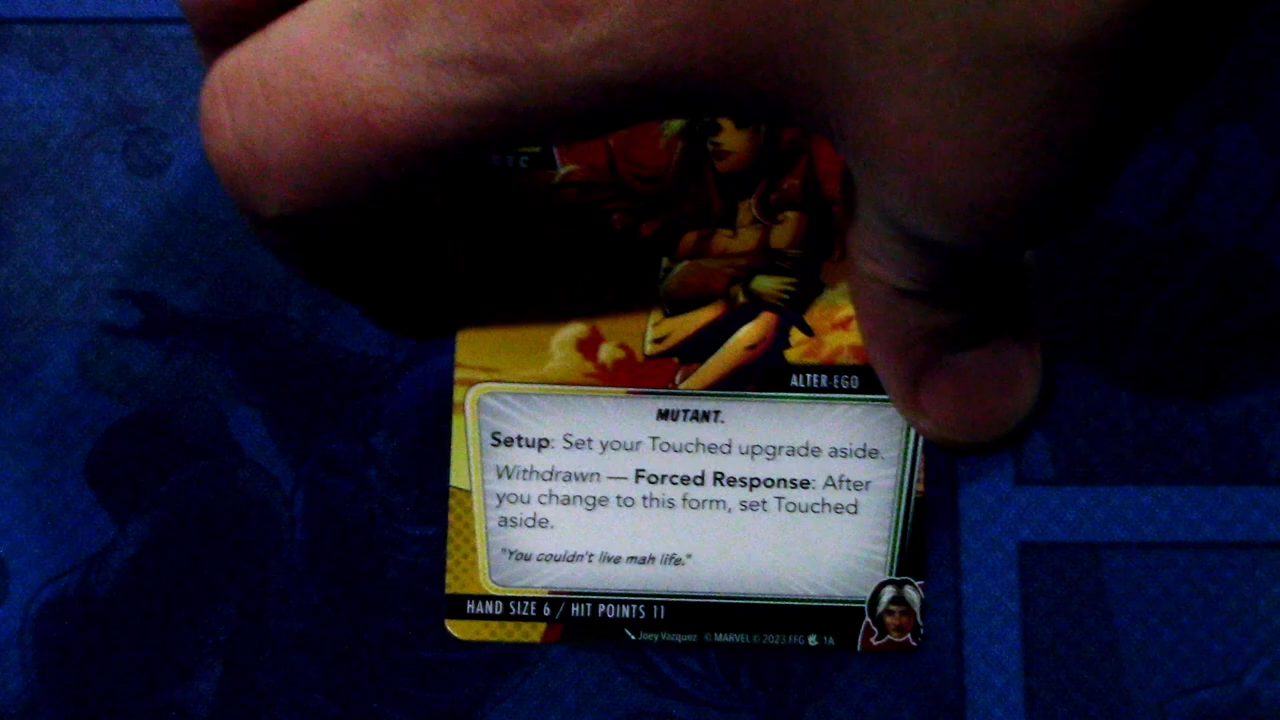 ALTER-EGO
MUTANT.
Setup: Set your Touched upgrade aside.
Withdrawn — Forced Response: After
you change to this form, set Touched
aside.
"You couldn't live mah life."
HAND SIZE 6 / HIT POINTS 11
Joey Vazquez © MARVEL © 2023 FFG 1A